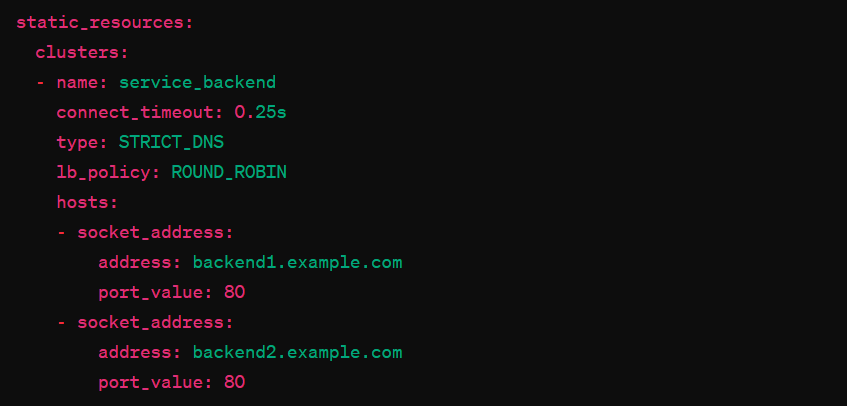 static_resources:
  clusters:
  - name: service_backend
    connect_timeout: 0.25s
    type: STRICT_DNS
    lb_policy: ROUND_ROBIN
    hosts:
    - socket_address:
        address: backend1.example.com
        port_value: 80
    - socket_address:
        address: backend2.example.com
        port_value: 80